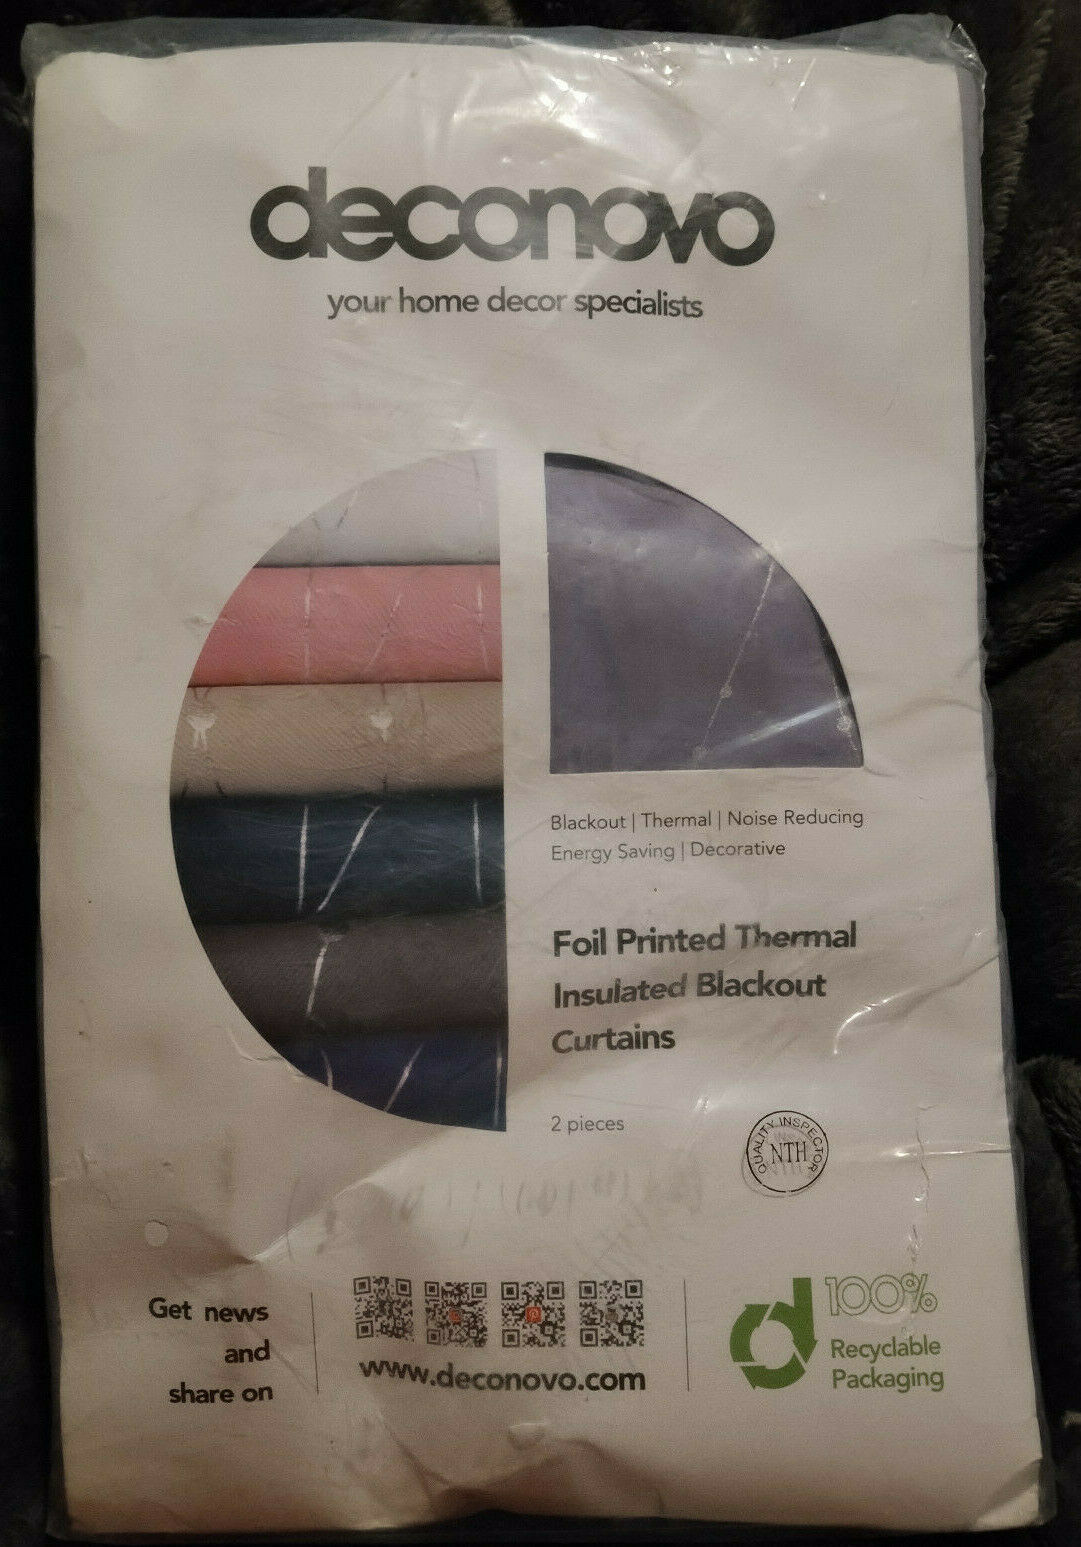 deconovo
your home decor specialists
Blackout | Thermal | Noise Reducing
Energy Saving | Decorative
Foil Printed Thermal
Insulated Blackout
Curtains
2 pieces
QUALITY INSPECTOR
NTH
Get news
and
share on
www.deconovo.com
100%
Recyclable
Packaging